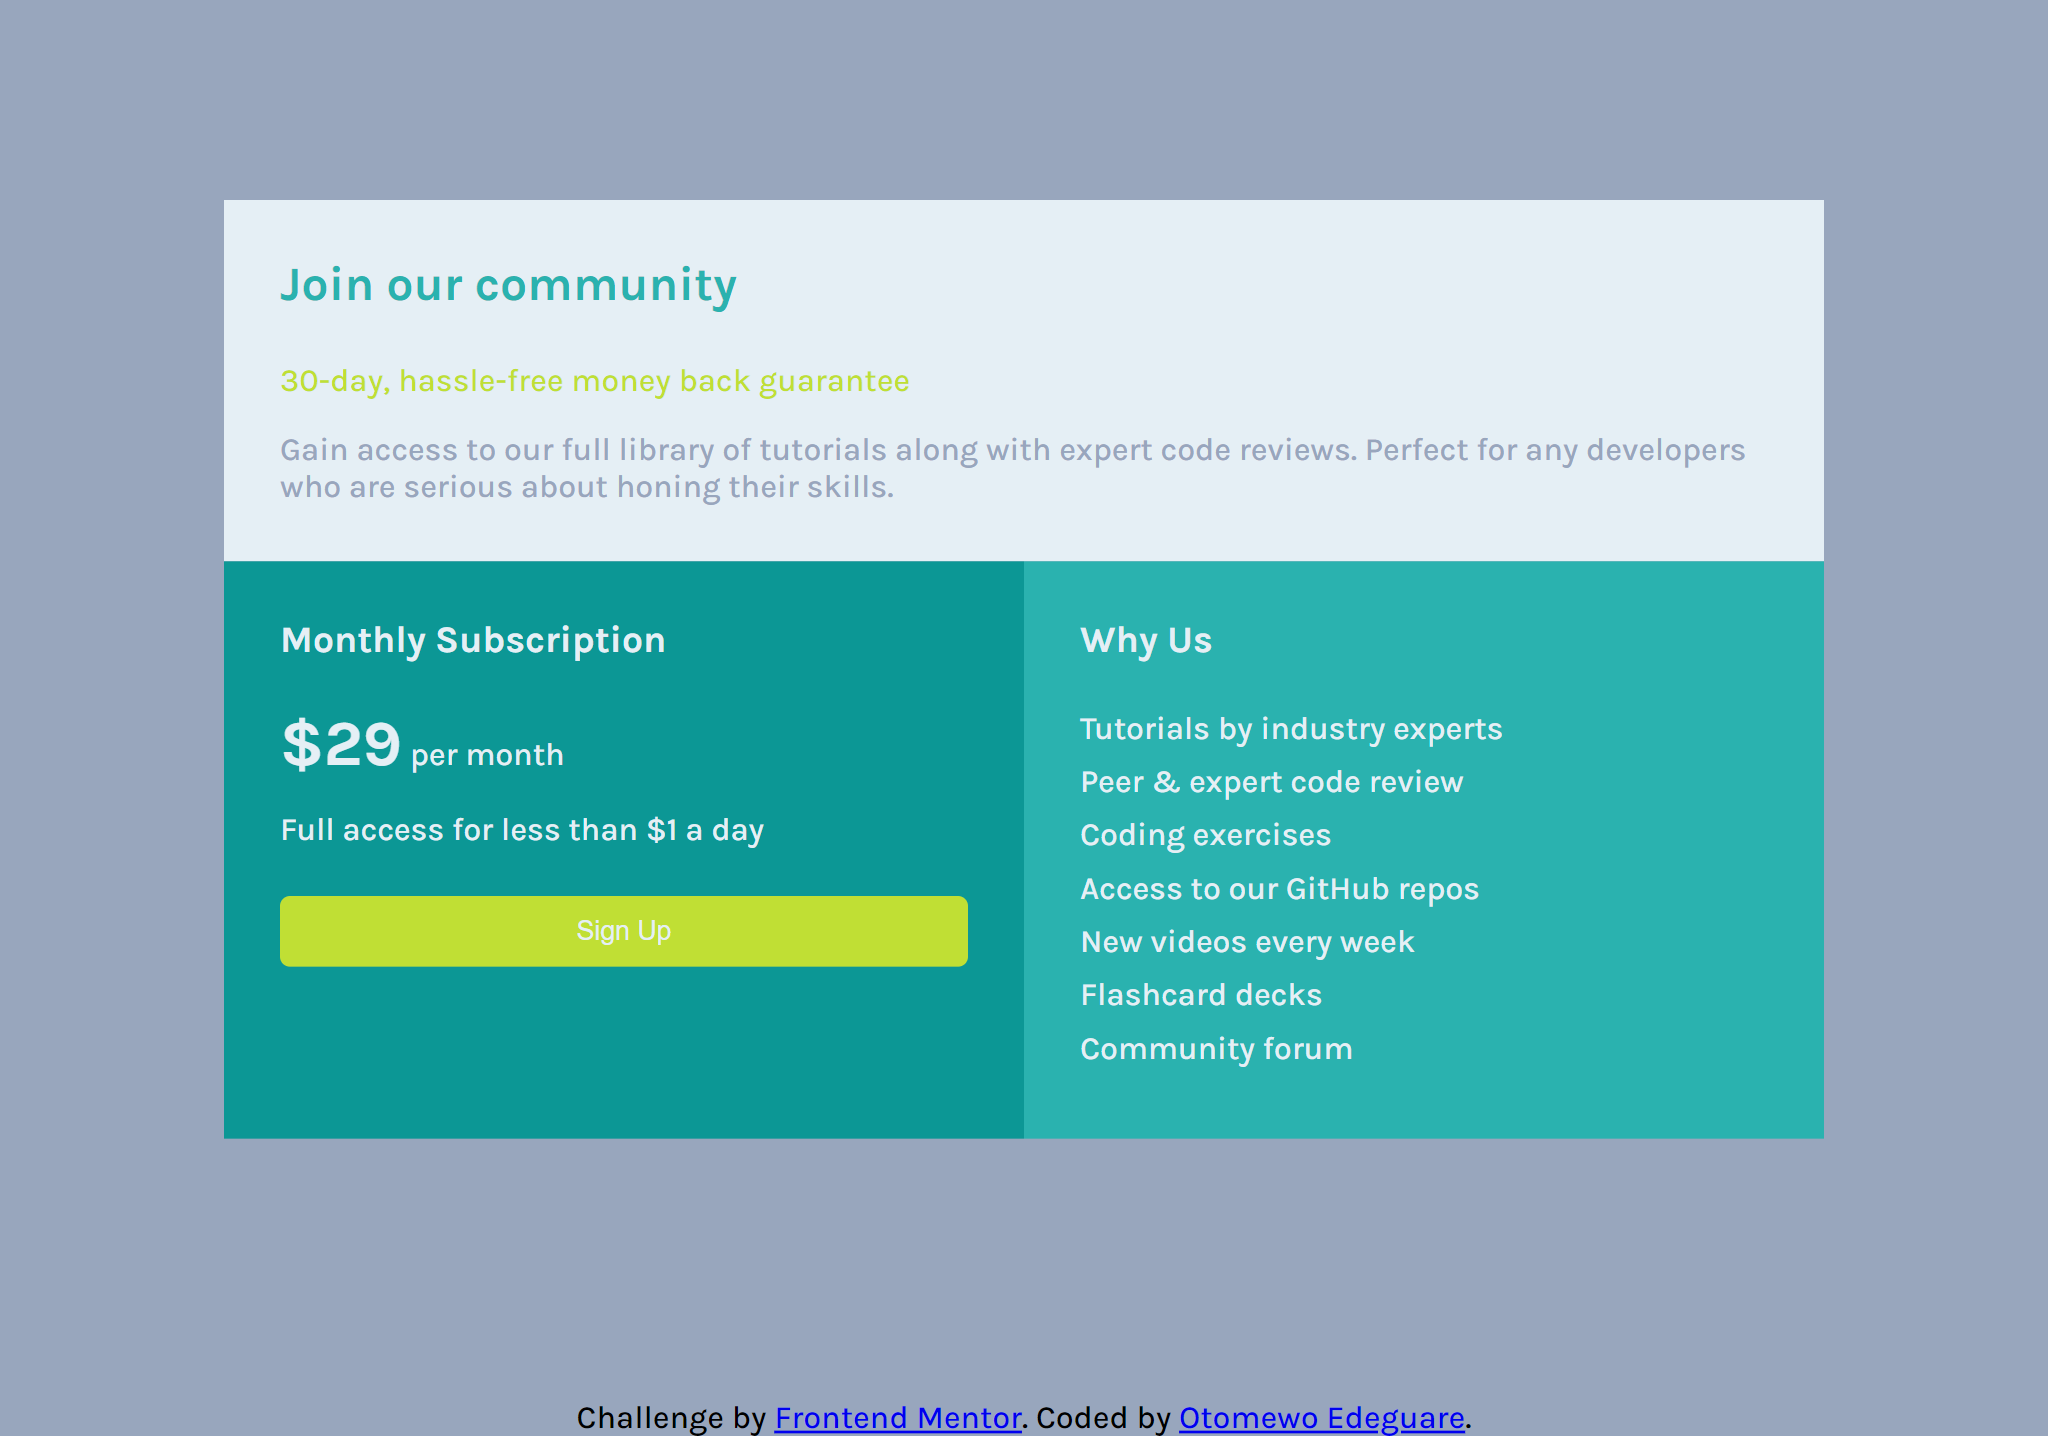 Join our community
30-day, hassle-free money back guarantee
Gain access to our full library of tutorials along with expert code reviews. Perfect for any developers
who are serious about honing their skills.
Monthly Subscription
$29 per month
Full access for less than $1 a day
Sign Up
Why Us
Tutorials by industry experts
Peer & expert code review
Coding exercises
Access to our GitHub repos
New videos every week
Flashcard decks
Community forum
Challenge by Frontend Mentor. Coded by Otomewo Edeguare.